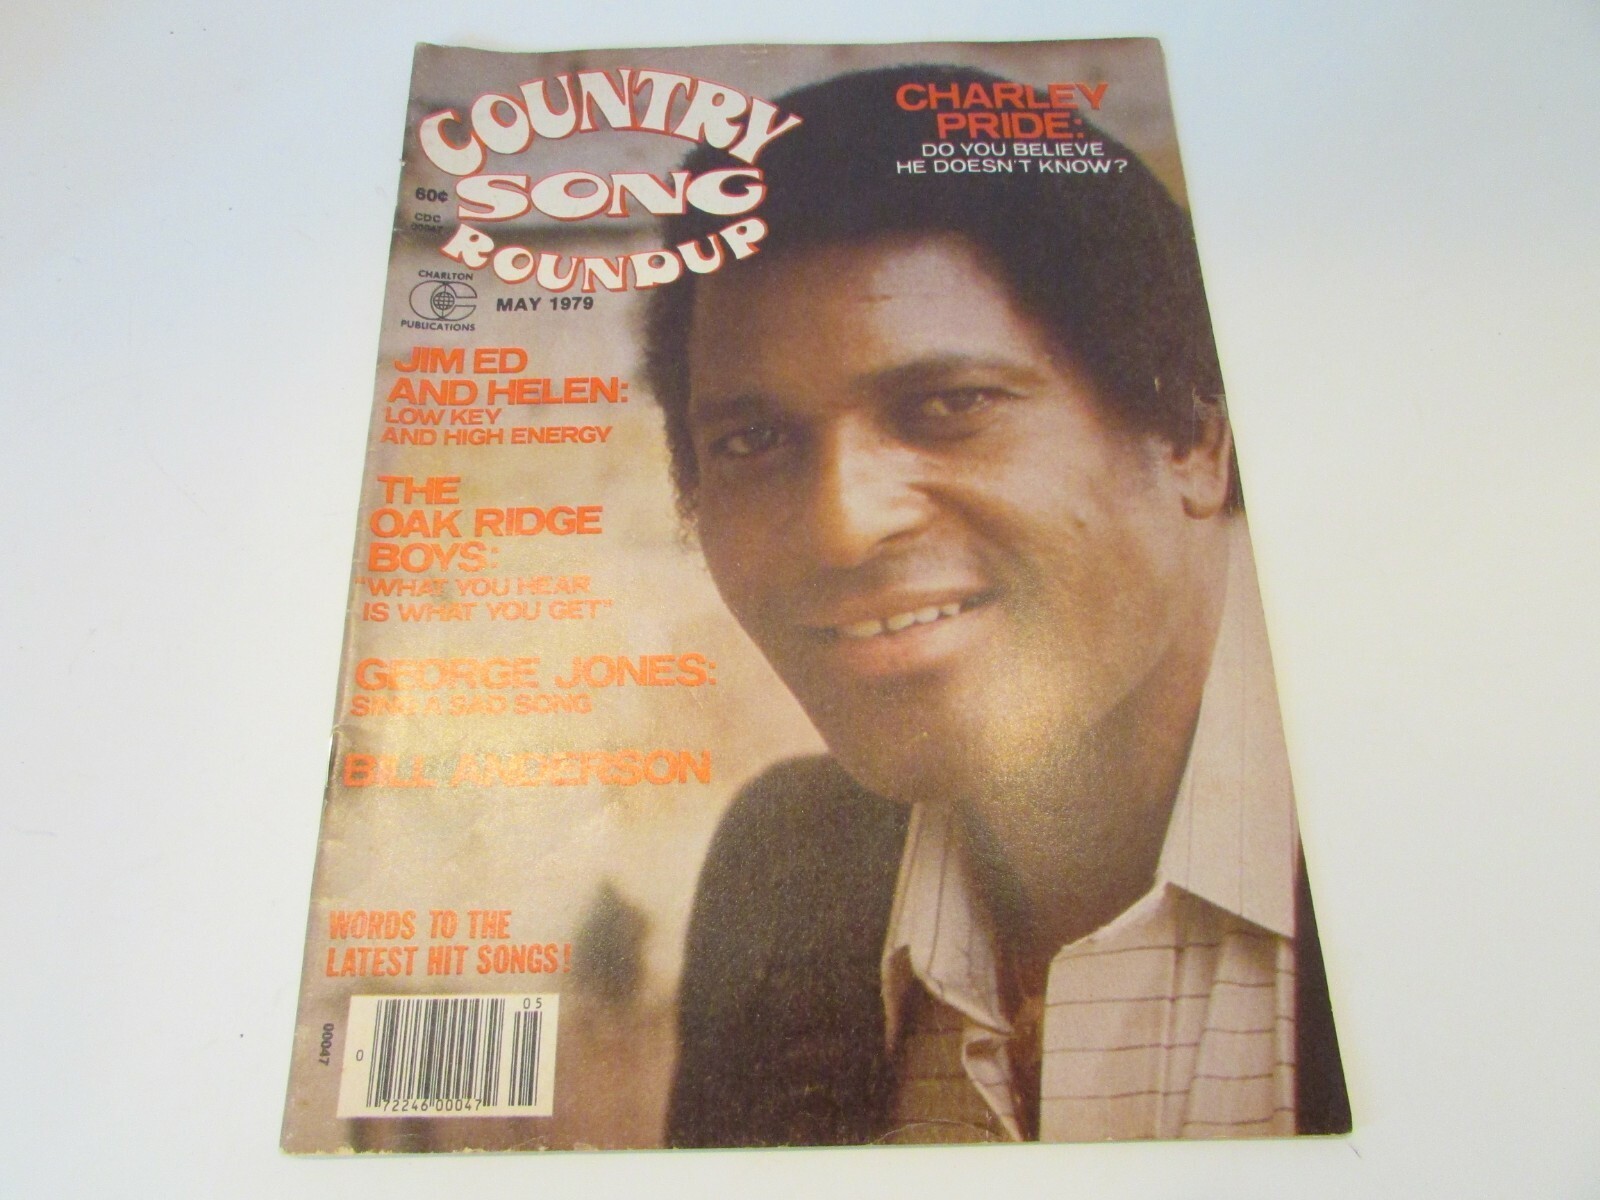 COUNTRY
SONG
ROUNDUP
60¢
CDC
00047
CHARLTON
PUBLICATIONS
MAY 1979
CHARLEY
PRIDE:
DO YOU BELIEVE
HE DOESN'T KNOW?
JIM ED
AND HELEN:
LOW KEY
AND HIGH ENERGY
THE
OAK RIDGE
BOYS:
"WHAT YOU HEAR
IS WHAT YOU GET"
GEORGE JONES:
SING A SAD SONG
BILL ANDERSON
WORDS TO THE
LATEST HIT SONGS!
00047
05
0
72246 00047